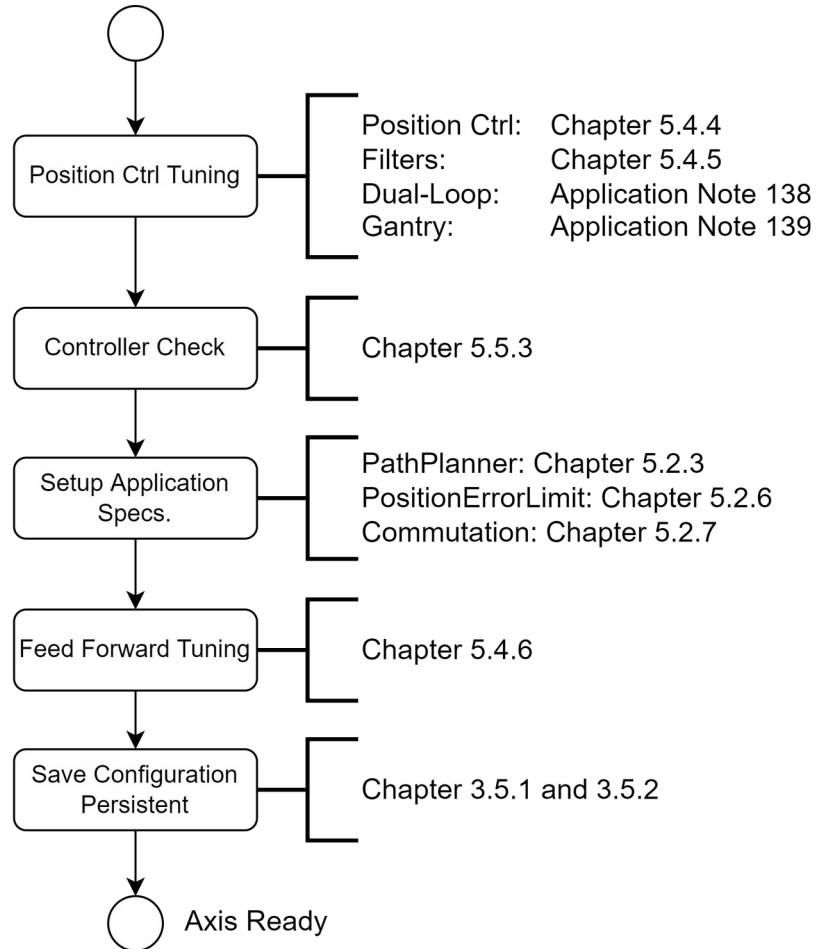 Position Ctrl Tuning
Position Ctrl: Chapter 5.4.4
Filters: Chapter 5.4.5
Dual-Loop: Application Note 138
Gantry: Application Note 139
Controller Check
Chapter 5.5.3
Setup Application
Specs.
PathPlanner: Chapter 5.2.3
PositionErrorLimit: Chapter 5.2.6
Commutation: Chapter 5.2.7
Feed Forward Tuning
Chapter 5.4.6
Save Configuration
Persistent
Chapter 3.5.1 and 3.5.2
Axis Ready